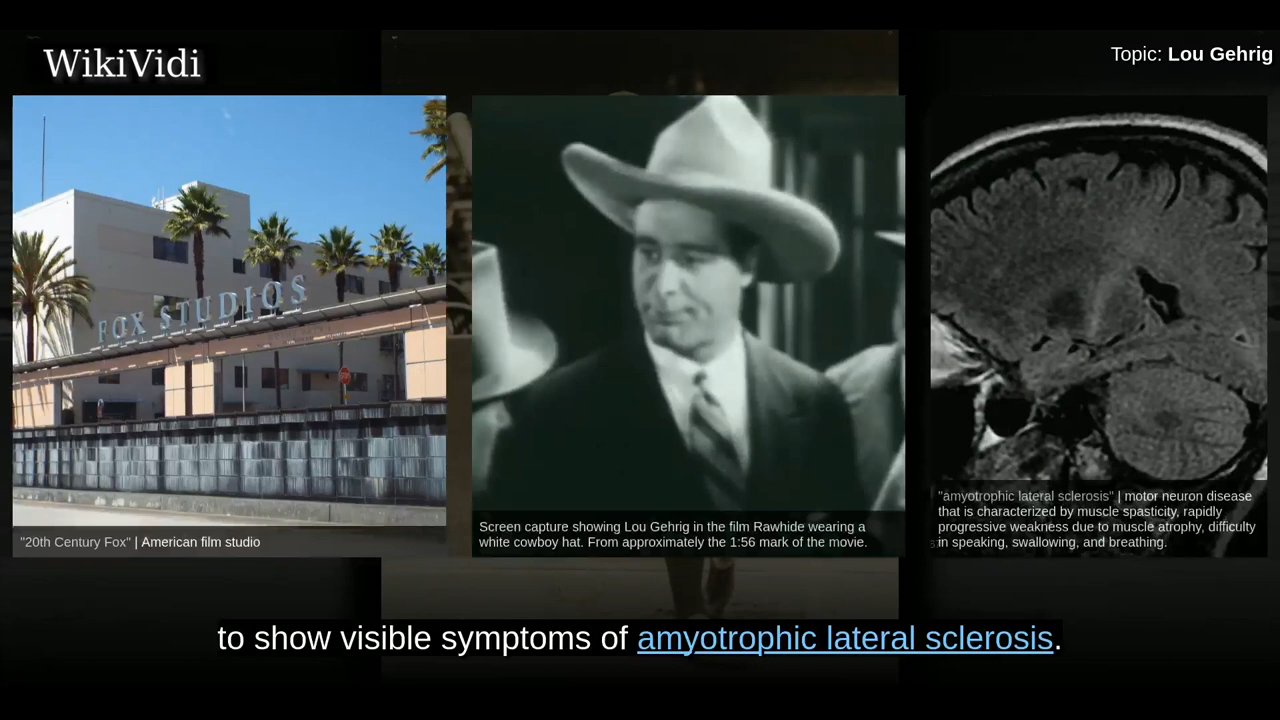 WikiVidi
Topic: Lou Gehrig
FOX STUDIOS
"20th Century Fox" | American film studio
Screen capture showing Lou Gehrig in the film Rawhide wearing a
white cowboy hat. From approximately the 1:56 mark of the movie.
"amyotrophic lateral sclerosis" | motor neuron disease
that is characterized by muscle spasticity, rapidly
progressive weakness due to muscle atrophy, difficulty
in speaking, swallowing, and breathing.
to show visible symptoms of amyotrophic lateral sclerosis.